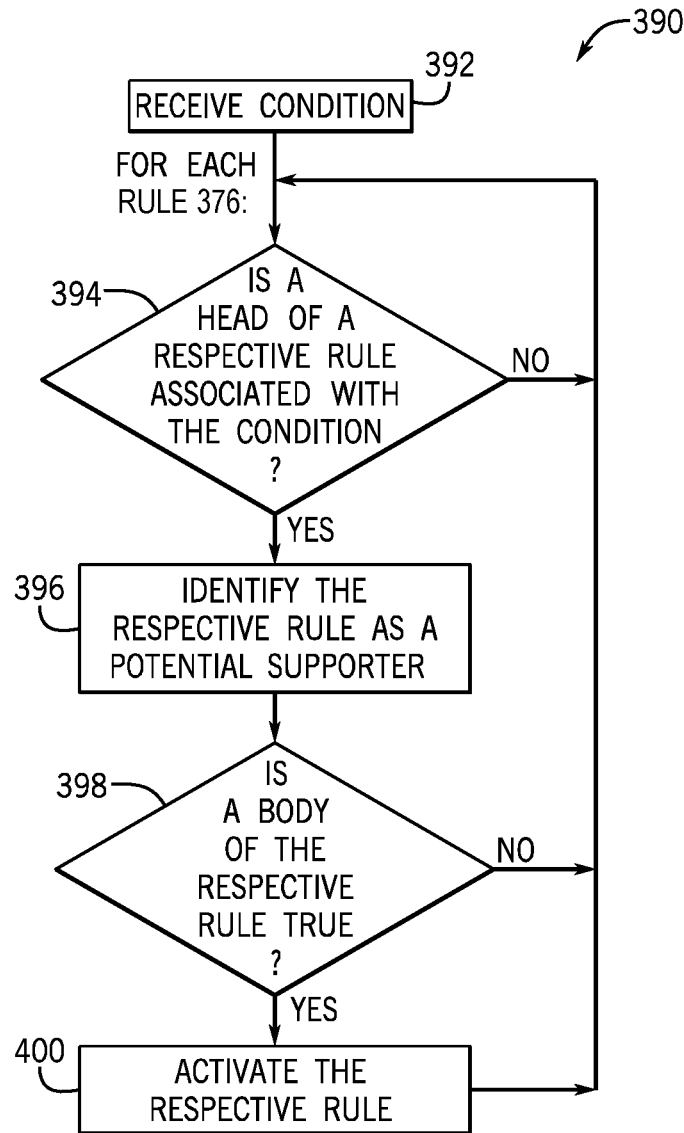 390
392
RECEIVE CONDITION
FOR EACH
RULE 376:
394
IS A
HEAD OF A
RESPECTIVE RULE
ASSOCIATED WITH
THE CONDITION
?
NO
YES
396
IDENTIFY THE
RESPECTIVE RULE AS A
POTENTIAL SUPPORTER
398
IS
A BODY
OF THE
RESPECTIVE
RULE TRUE
?
NO
YES
400
ACTIVATE THE
RESPECTIVE RULE